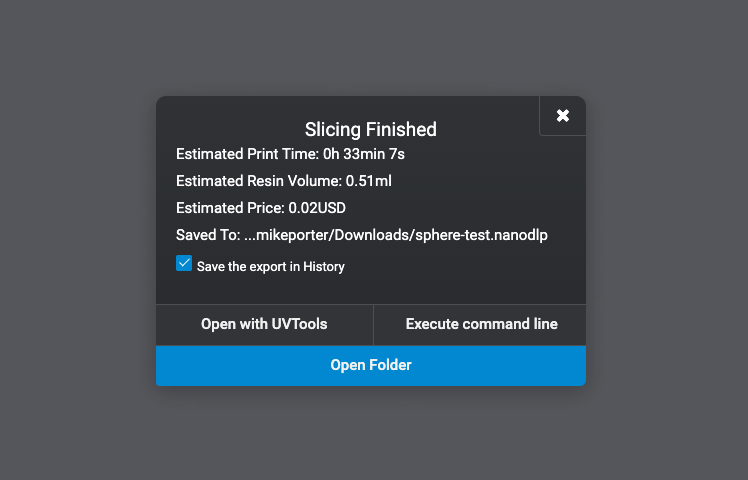 Slicing Finished
Estimated Print Time: 0h 33min 7s
Estimated Resin Volume: 0.51ml
Estimated Price: 0.02USD
Saved To: ...mikeporter/Downloads/sphere-test.nanodlp
Save the export in History
Open with UVTools
Execute command line
Open Folder